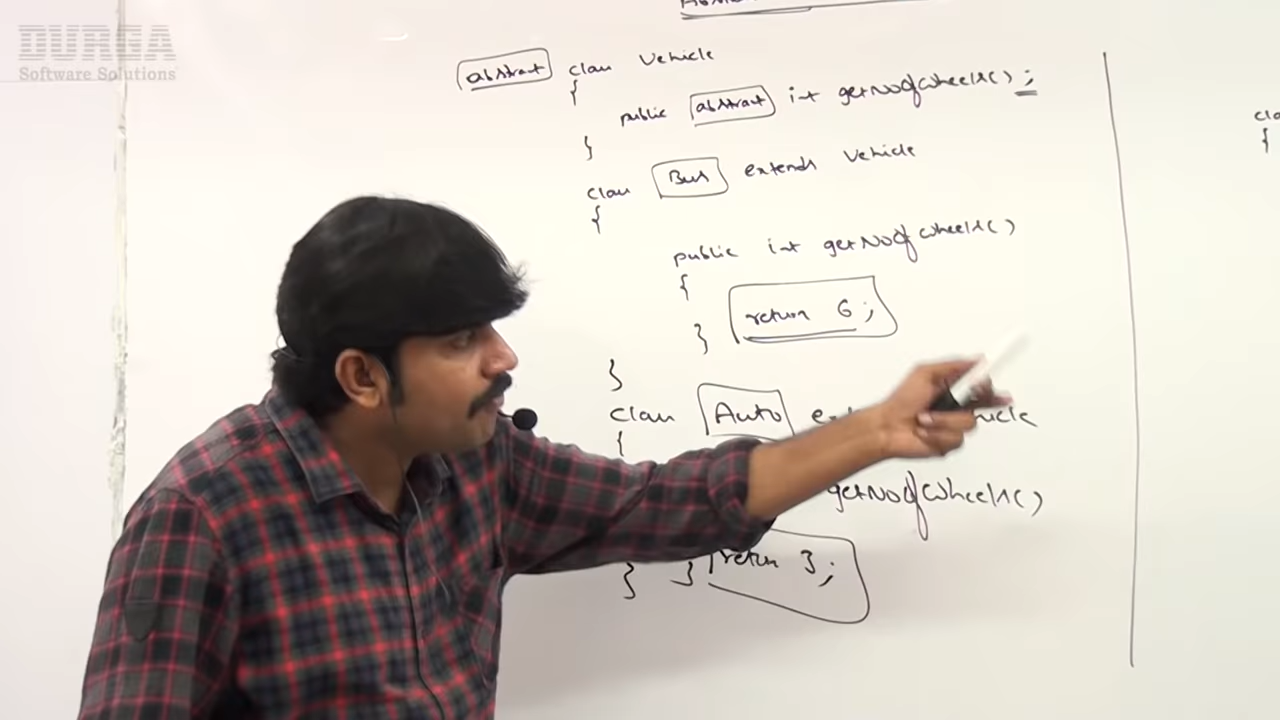 DURGA
Software Solutions
abstract class Vehicle
{
public abstract int getNoofWheels();
}
class Bus extends Vehicle
{
public int getNoofWheels()
{
return 6;
}
}
class Auto
{
getNoofWheels()
return 3;
}
}
{